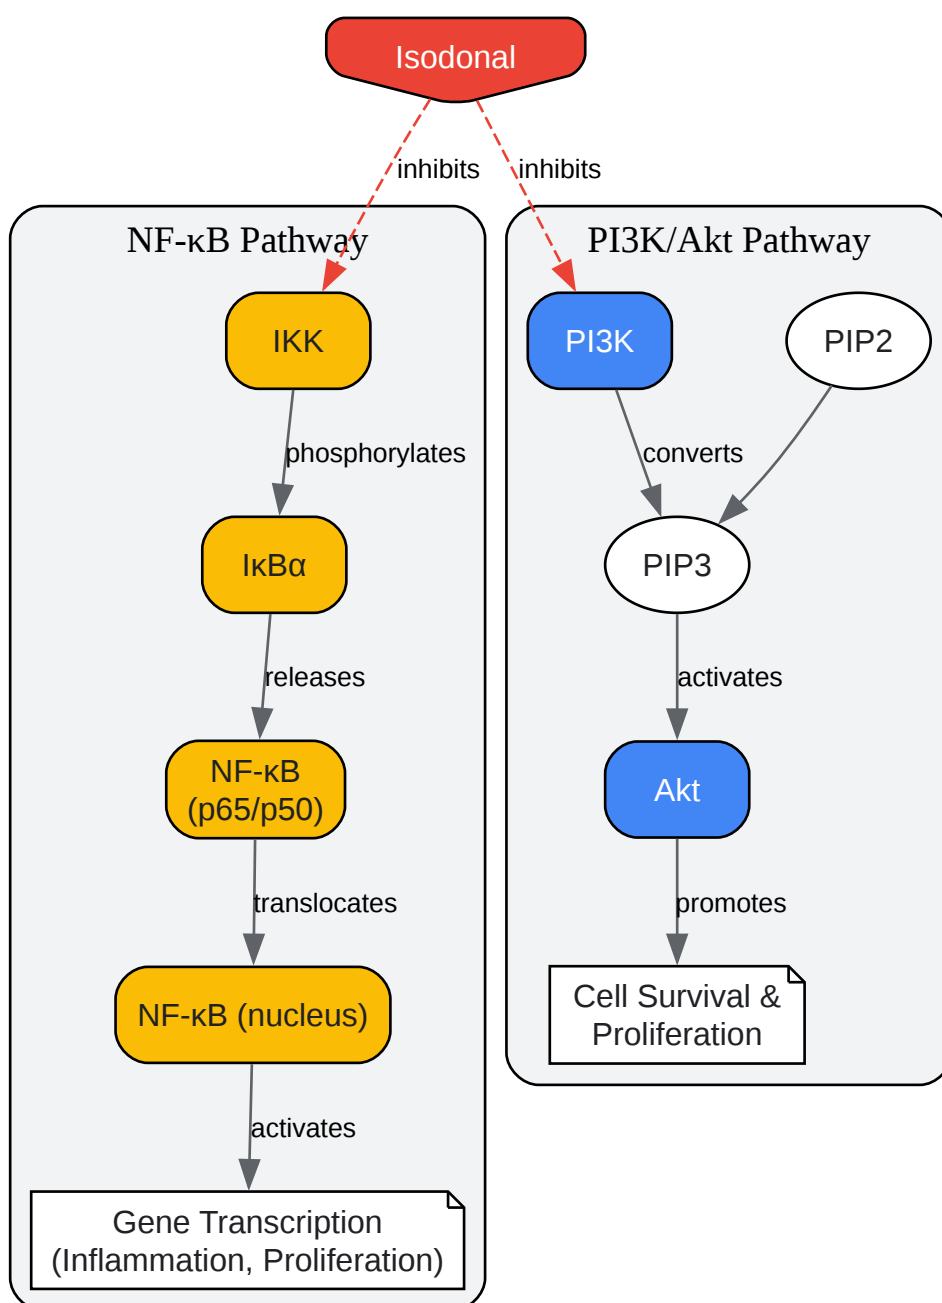 Isodonal
inhibits
inhibits
NF-κB Pathway
IKK
phosphorylates
IκBα
releases
NF-κB
(p65/p50)
translocates
NF-κB (nucleus)
activates
Gene Transcription
(Inflammation, Proliferation)
PI3K/Akt Pathway
PI3K
PIP2
converts
PIP3
activates
Akt
promotes
Cell Survival &
Proliferation